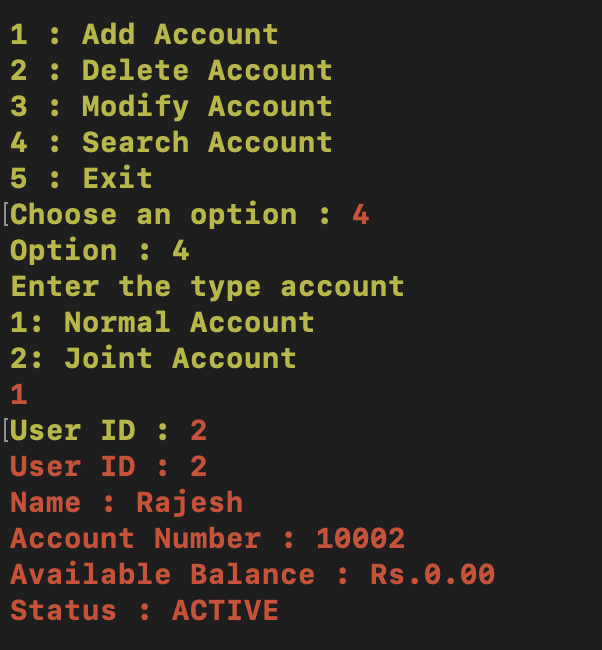 1 : Add Account
2 : Delete Account
3 : Modify Account
4 : Search Account
5 : Exit
Choose an option : 4
Option : 4
Enter the type account
1: Normal Account
2: Joint Account
1
User ID : 2
User ID : 2
Name : Rajesh
Account Number : 10002
Available Balance : Rs.0.00
Status : ACTIVE